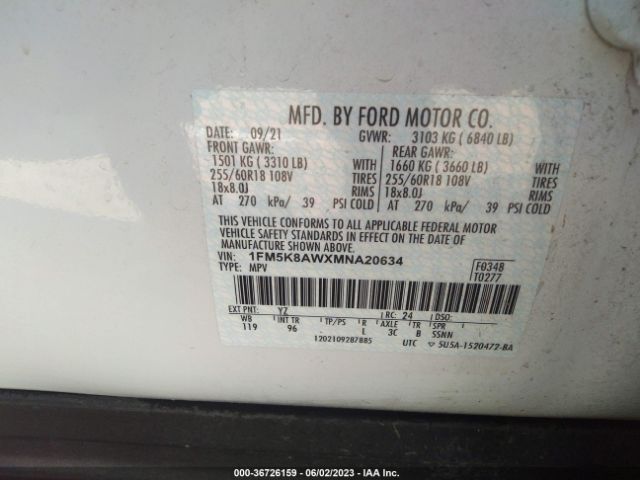 MFD. BY FORD MOTOR CO.
DATE: 09/21 GVWR: 3103 KG ( 6840 LB)
FRONT GAWR: REAR GAWR:
1501 KG ( 3310 LB) WITH 1660 KG ( 3660 LB) WITH
255/60R18 108V TIRES 255/60R18 108V TIRES
18x8.0J RIMS 18x8.0J RIMS
AT 270 kPa/ 39 PSI COLD AT 270 kPa/ 39 PSI COLD
THIS VEHICLE CONFORMS TO ALL APPLICABLE FEDERAL MOTOR
VEHICLE SAFETY STANDARDS IN EFFECT ON THE DATE OF
MANUFACTURE SHOWN ABOVE.
VIN: 1FM5K8AWXMNA20634 F0348
TYPE: MPV T0277
EXT PNT: YZ RC: 24 DSO:
WB INT TR TP/PS R AXLE TR SPR
119 96 L 3C B SSNN
1202109287885 UTC 5U5A-1520472-BA
000-36726159 - 06/02/2023 - IAA Inc.